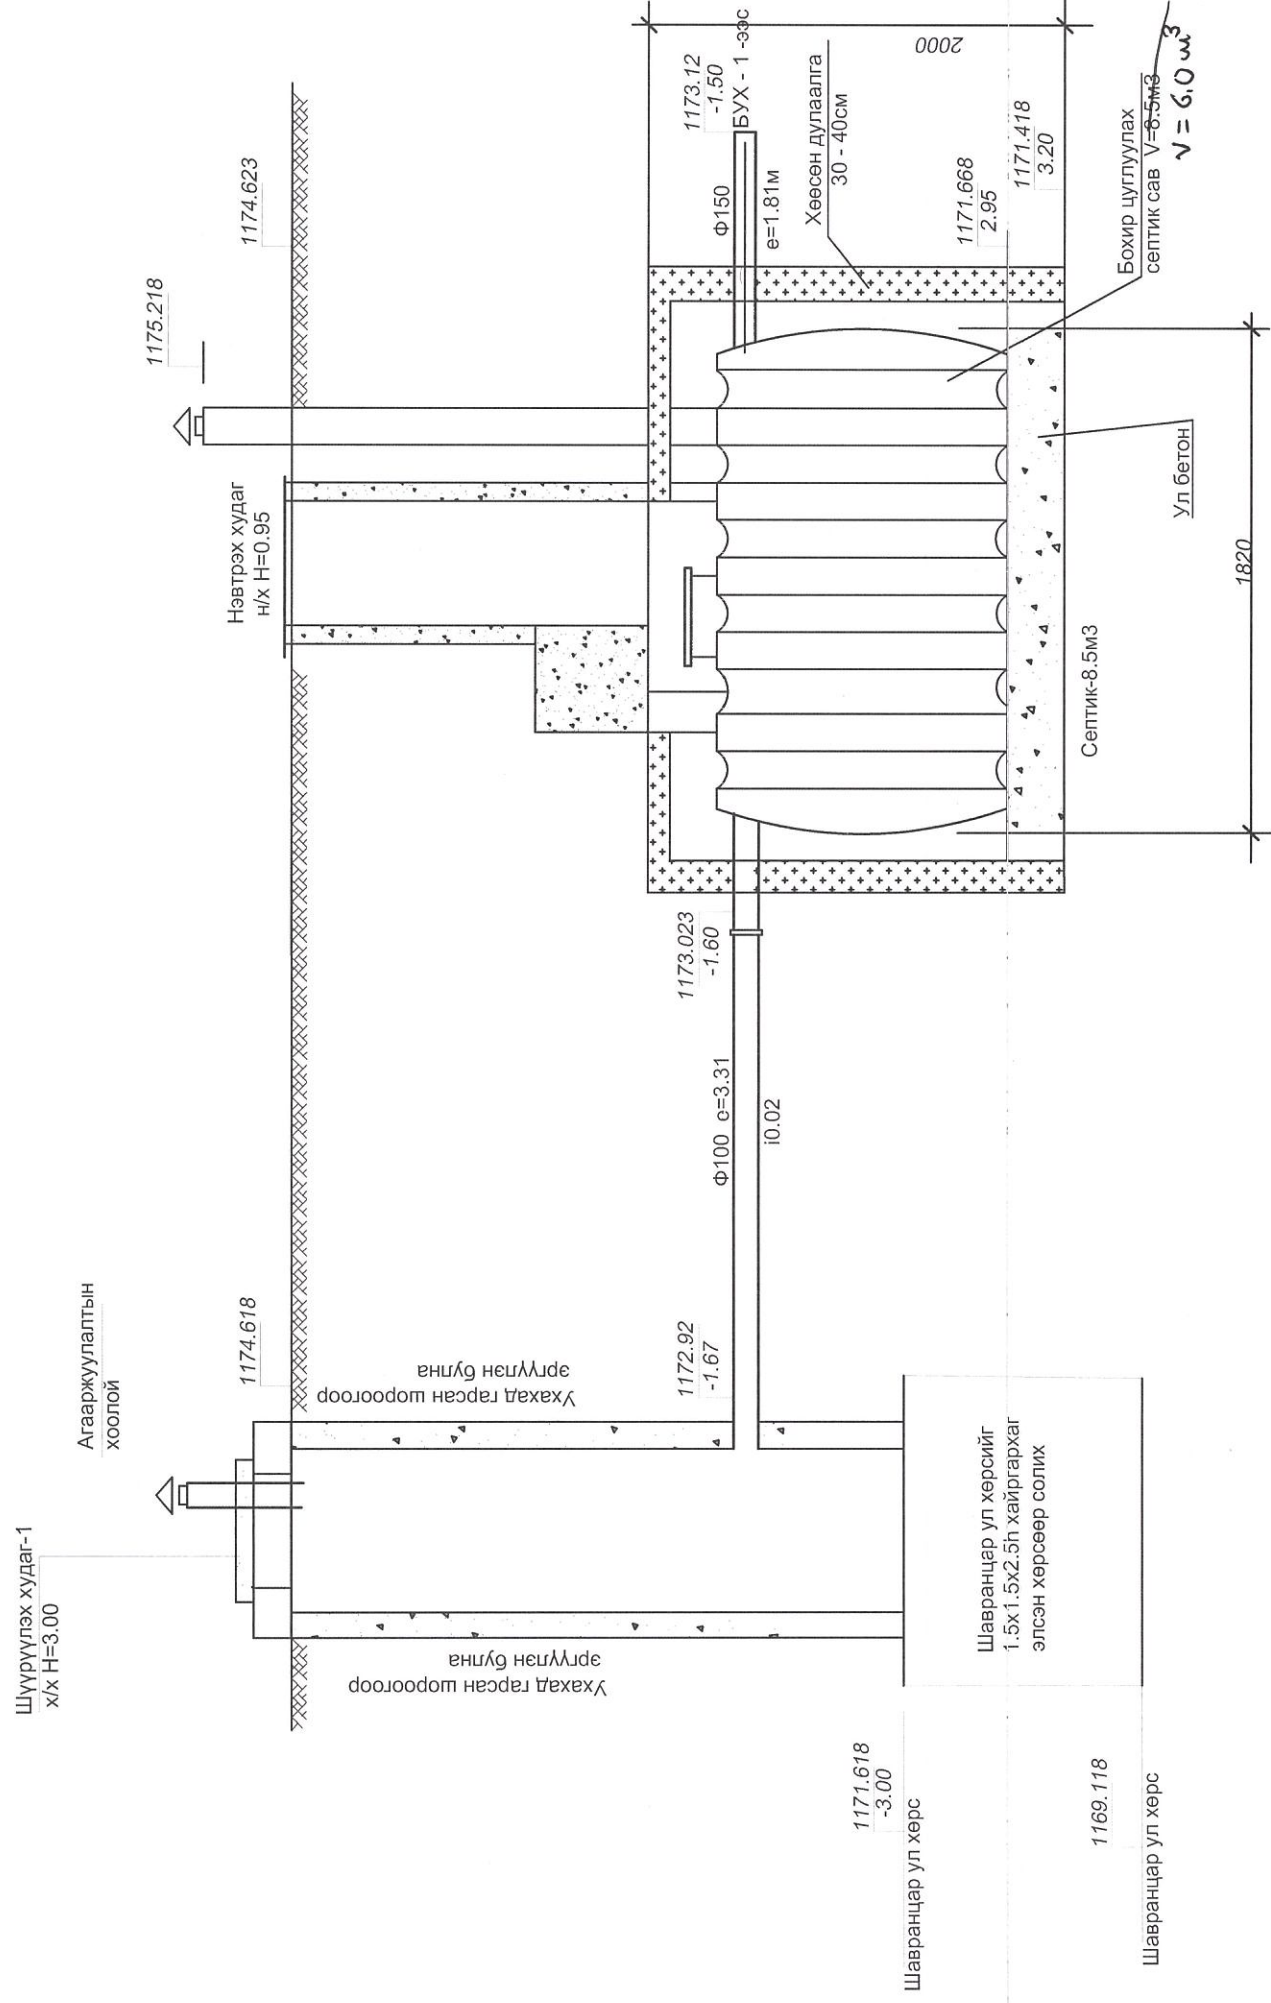 Шүүрүүлэх худаг-1
х/х H=3.00
Агааржуулалтын
хоолой
1174.618
Нэвтрэх худаг
н/х H=0.95
1175.218
1174.623
Ухахад гарсан шороогоор
эргүүлэн булна
Ухахад гарсан шороогоор
эргүүлэн булна
1172.92
-1.67
Ф100 е=3.31
i0.02
1173.023
-1.60
Ф150
е=1.81м
1173.12
-1.50
БУХ - 1 -ээс
Хөөсөн дулаалга
30 - 40см
2000
1171.668
2.95
1171.418
3.20
Бохир цуглуулах
септик сав V=8.5м3
V = 6.0 м³
Ул бетон
Септик-8.5м3
1820
Шавранцар ул хөрсийг
1.5x1.5x2.5h хайргархаг
элсэн хөрсөөр солих
1171.618
-3.00
Шавранцар ул хөрс
1169.118
Шавранцар ул хөрс